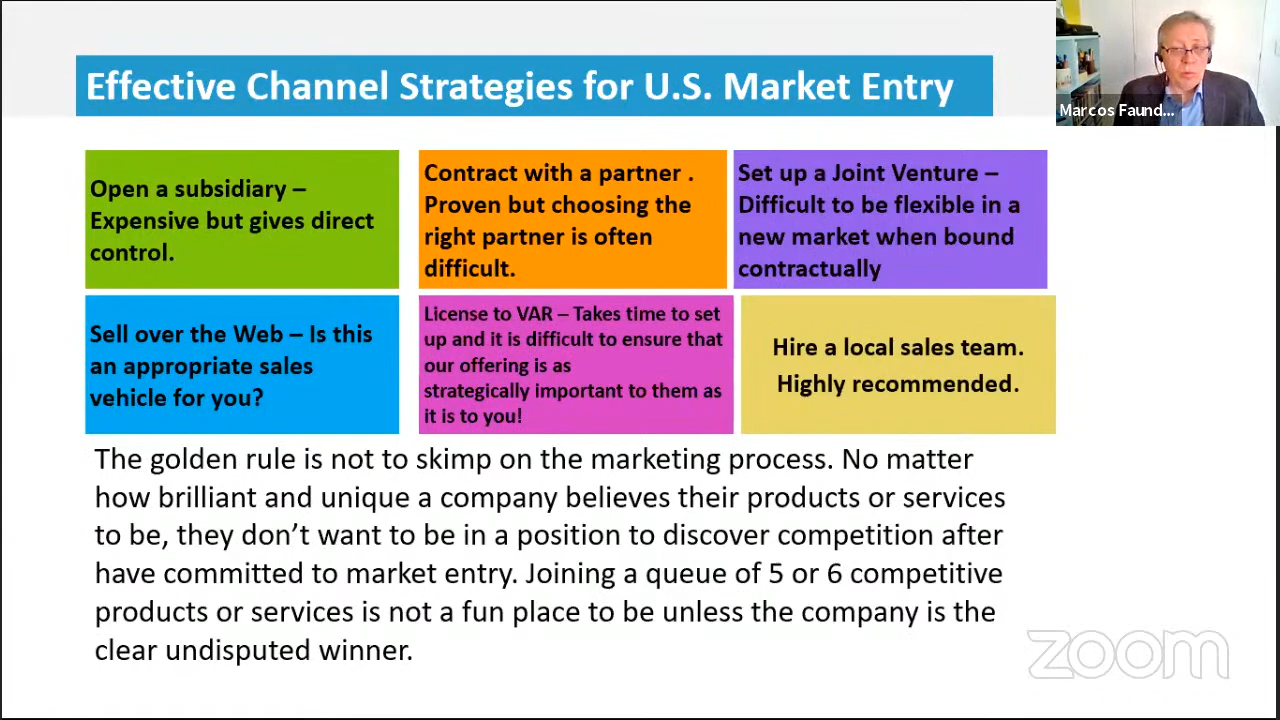 Effective Channel Strategies for U.S. Market Entry
Marcos Faund...
Open a subsidiary –
Expensive but gives direct
control.
Contract with a partner .
Proven but choosing the
right partner is often
difficult.
Set up a Joint Venture –
Difficult to be flexible in a
new market when bound
contractually
Sell over the Web – Is this
an appropriate sales
vehicle for you?
License to VAR – Takes time to set
up and it is difficult to ensure that
our offering is as
strategically important to them as
it is to you!
Hire a local sales team.
Highly recommended.
The golden rule is not to skimp on the marketing process. No matter
how brilliant and unique a company believes their products or services
to be, they don’t want to be in a position to discover competition after
have committed to market entry. Joining a queue of 5 or 6 competitive
products or services is not a fun place to be unless the company is the
clear undisputed winner.
zoom